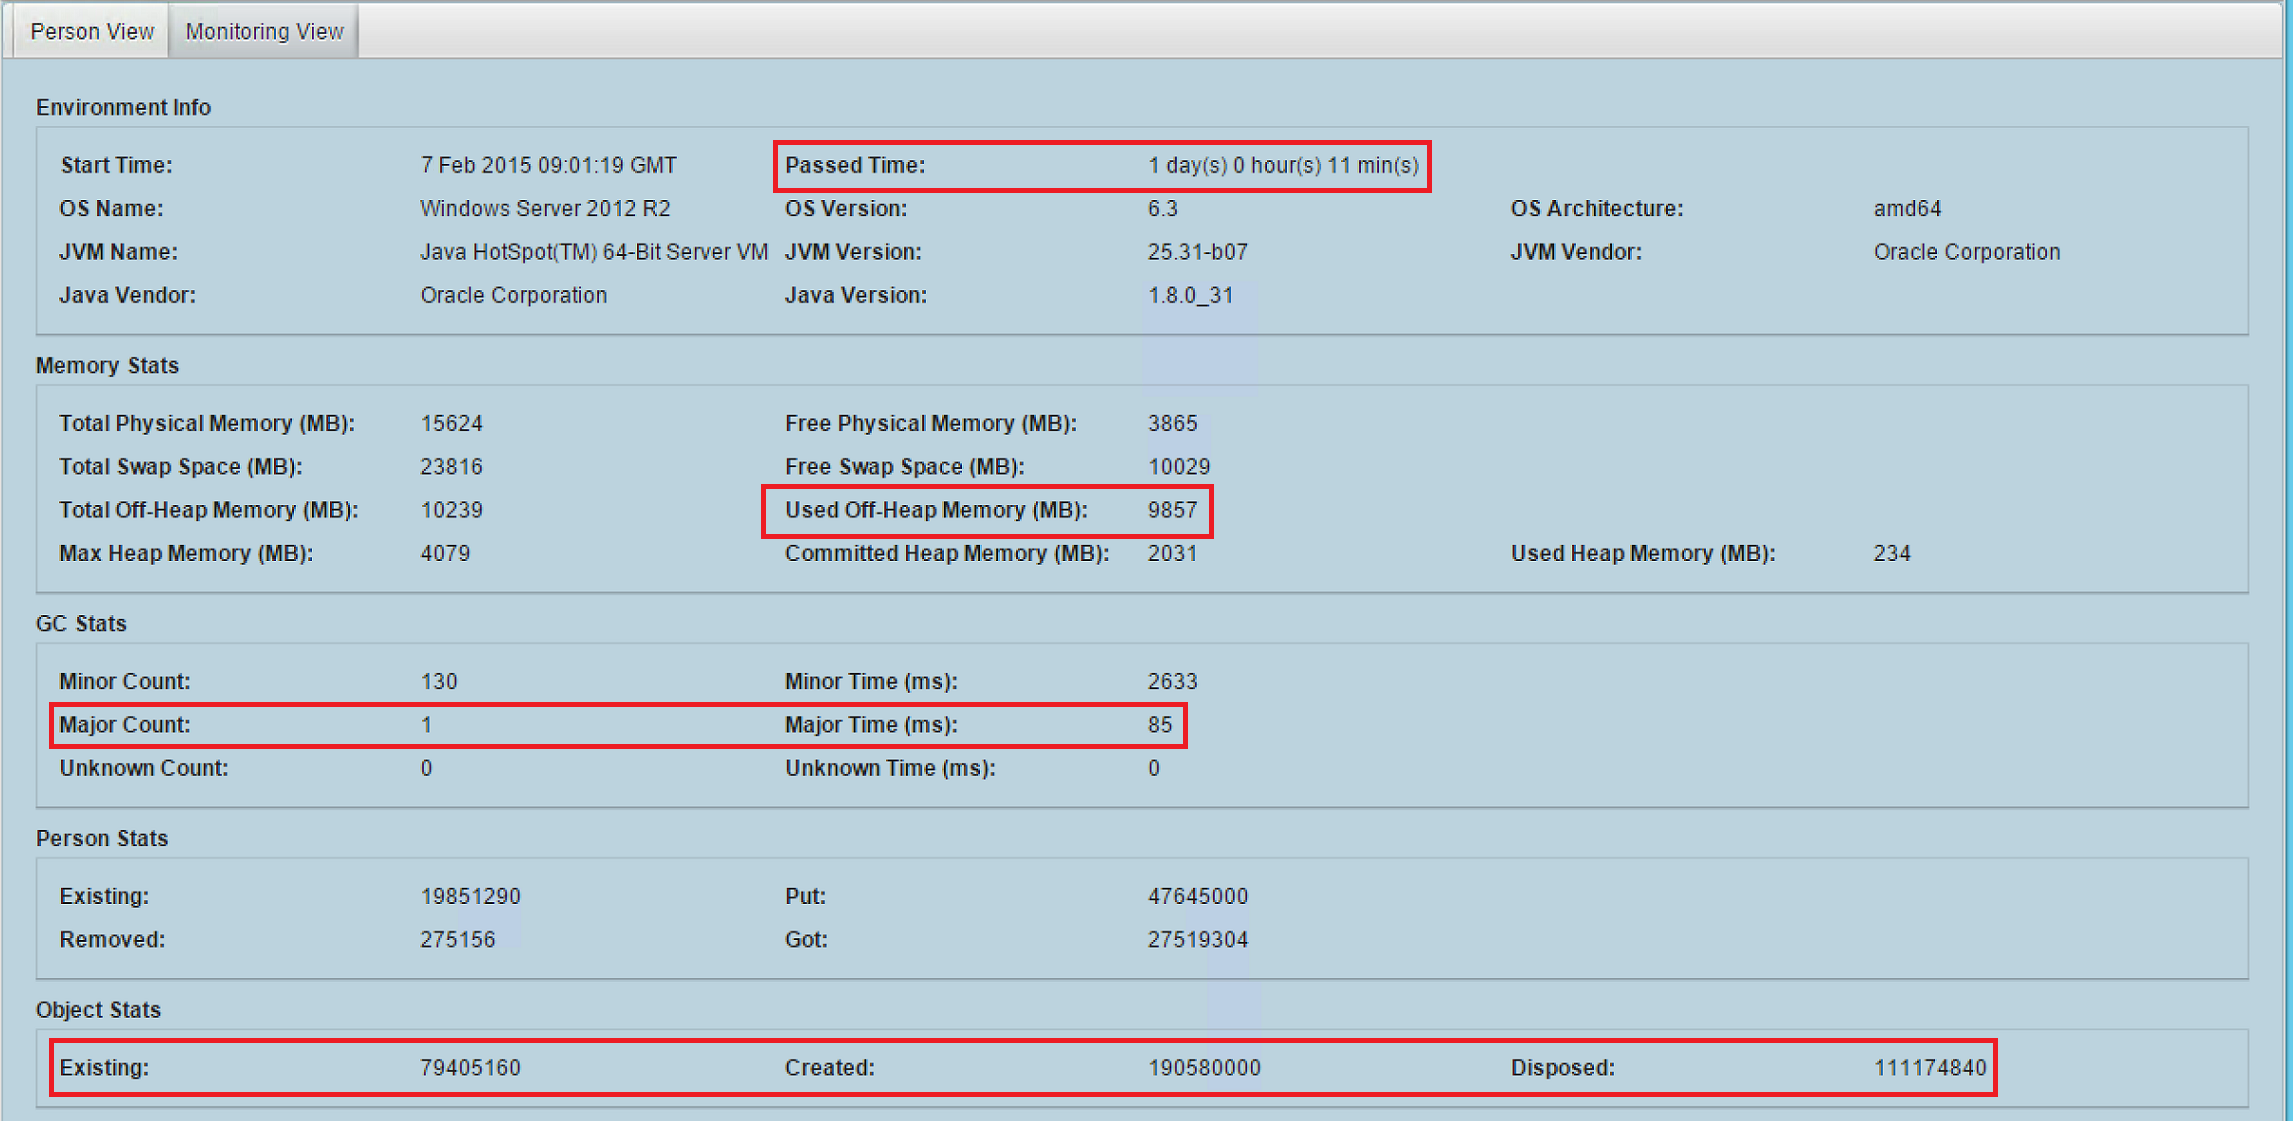 Person View Monitoring View
Environment Info
Start Time: 7 Feb 2015 09:01:19 GMT Passed Time: 1 day(s) 0 hour(s) 11 min(s)
OS Name: Windows Server 2012 R2 OS Version: 6.3 OS Architecture: amd64
JVM Name: Java HotSpot(TM) 64-Bit Server VM JVM Version: 25.31-b07 JVM Vendor: Oracle Corporation
Java Vendor: Oracle Corporation Java Version: 1.8.0_31
Memory Stats
Total Physical Memory (MB): 15624 Free Physical Memory (MB): 3865
Total Swap Space (MB): 23816 Free Swap Space (MB): 10029
Total Off-Heap Memory (MB): 10239 Used Off-Heap Memory (MB): 9857
Max Heap Memory (MB): 4079 Committed Heap Memory (MB): 2031 Used Heap Memory (MB): 234
GC Stats
Minor Count: 130 Minor Time (ms): 2633
Major Count: 1 Major Time (ms): 85
Unknown Count: 0 Unknown Time (ms): 0
Person Stats
Existing: 19851290 Put: 47645000
Removed: 275156 Got: 27519304
Object Stats
Existing: 79405160 Created: 190580000 Disposed: 111174840